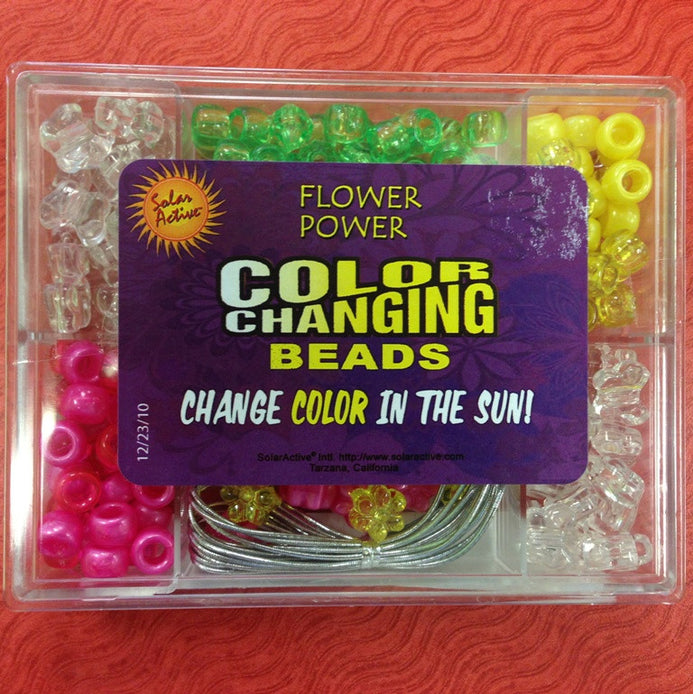 Solar
Active
FLOWER
POWER
COLOR
CHANGING
BEADS
CHANGE COLOR IN THE SUN!
12/23/10
SolarActive® Intl. http://www.solaractive.com
Tarzana, California